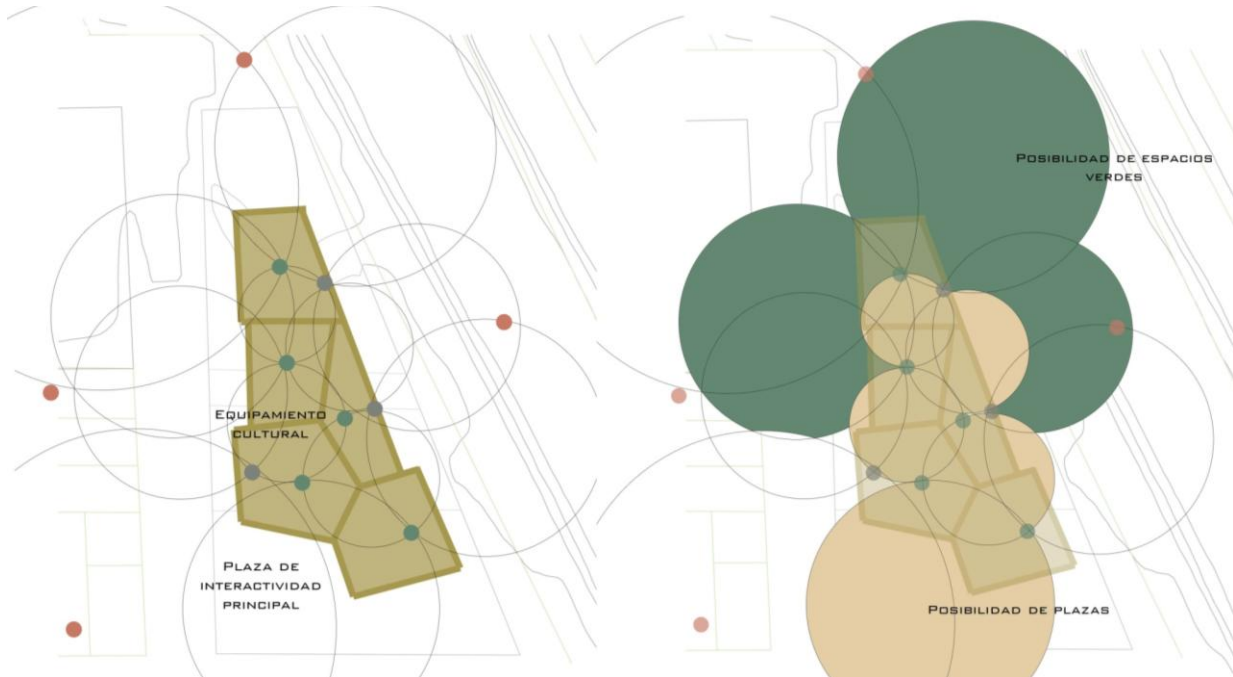 Equipamiento
cultural
Plaza de
interactividad
principal
Posibilidad de espacios
verdes
Posibilidad de plazas